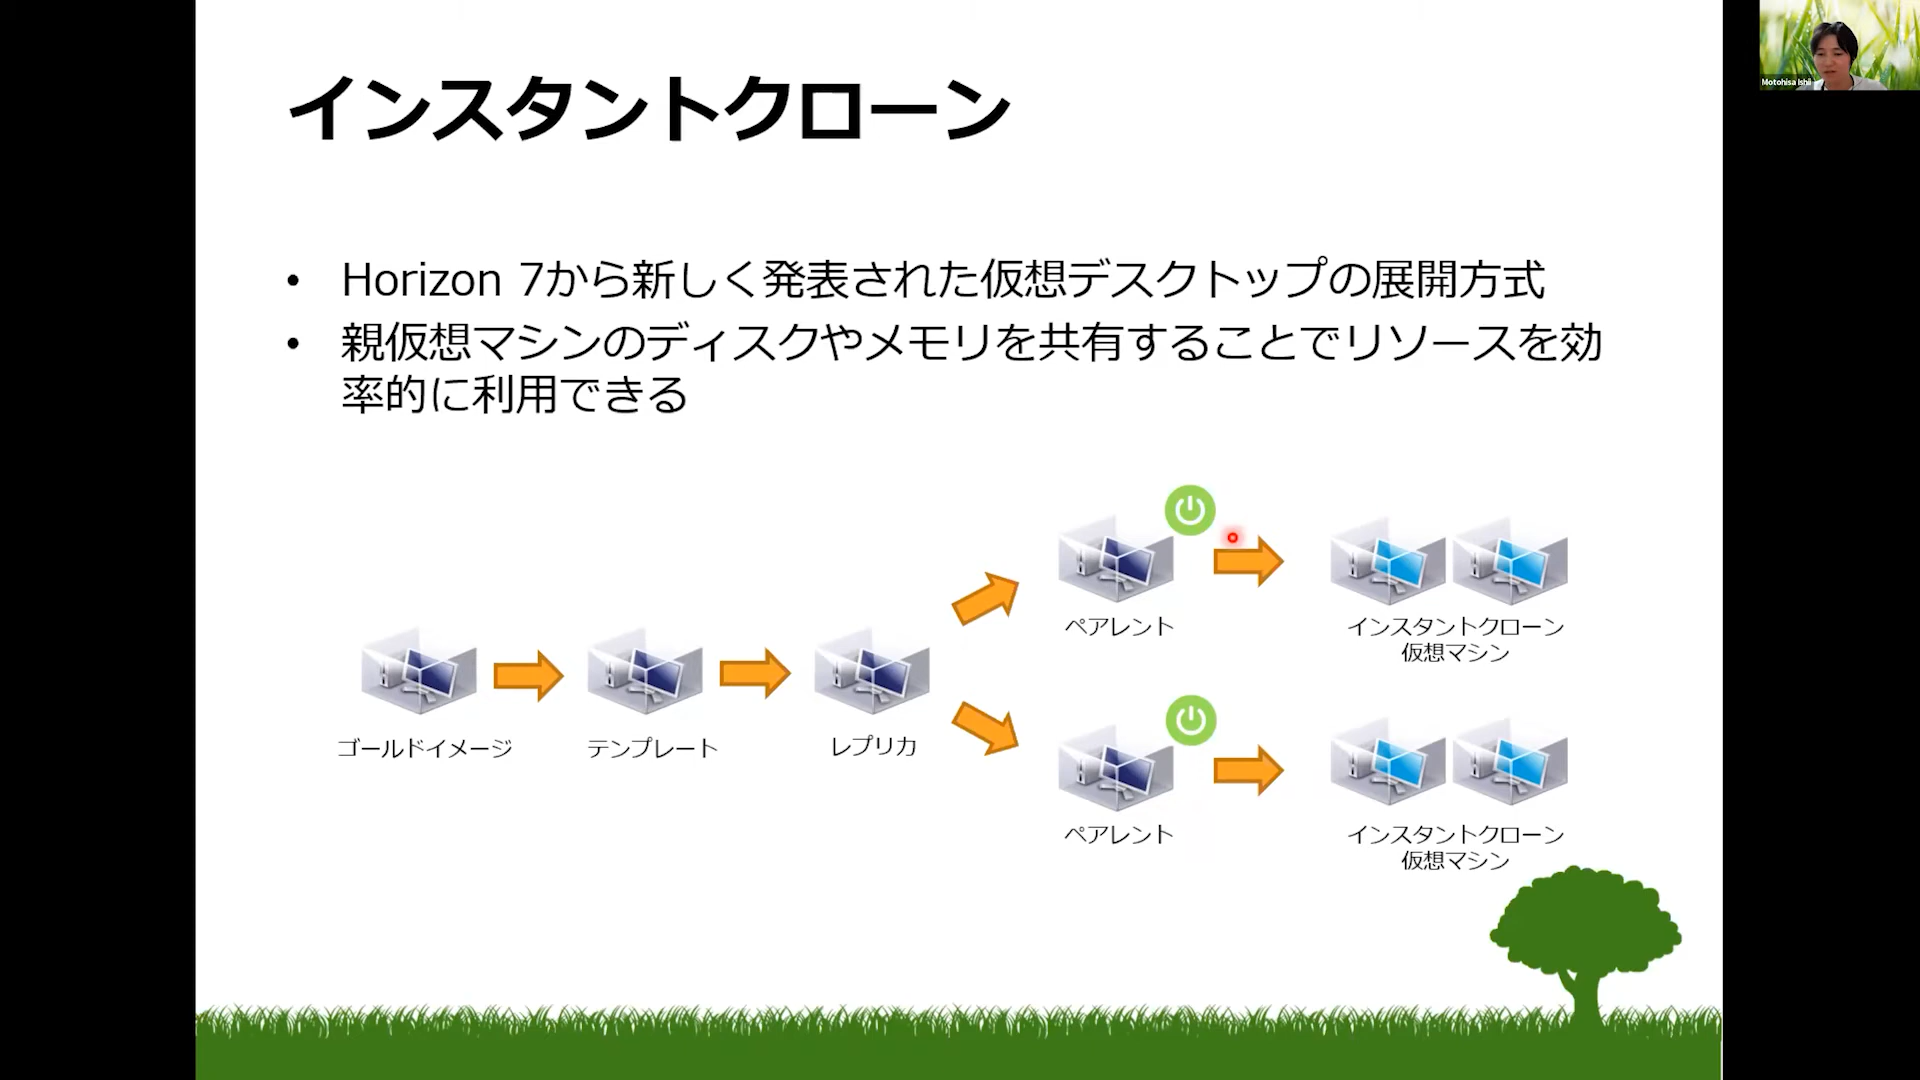 インスタントクローン
Motohisa Ishii
• Horizon 7から新しく発表された仮想デスクトップの展開方式
• 親仮想マシンのディスクやメモリを共有することでリソースを効
率的に利用できる
ゴールドイメージ
テンプレート
レプリカ
ペアレント
インスタントクローン
仮想マシン
ペアレント
インスタントクローン
仮想マシン